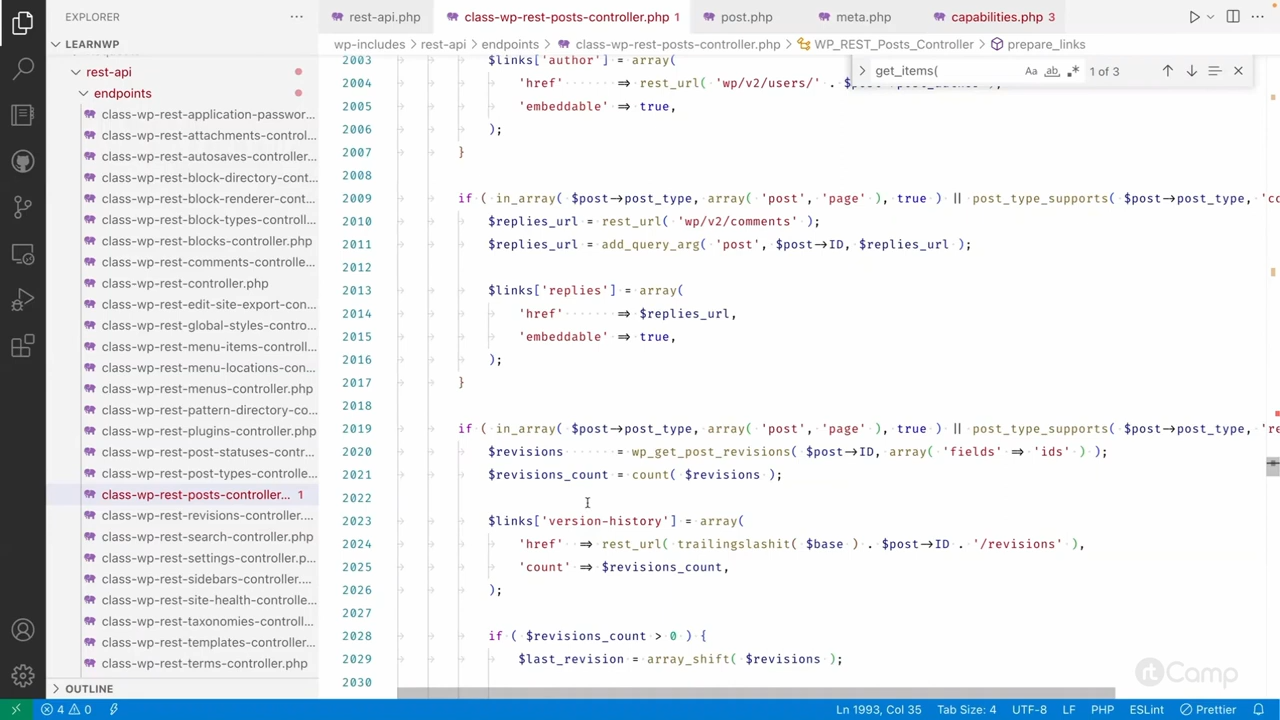 EXPLORER
LEARNWP
rest-api
endpoints
class-wp-rest-application-passwor...
class-wp-rest-attachments-control...
class-wp-rest-autosaves-controller...
class-wp-rest-block-directory-cont...
class-wp-rest-block-renderer-cont...
class-wp-rest-block-types-controll...
class-wp-rest-blocks-controller.php
class-wp-rest-comments-controlle...
class-wp-rest-controller.php
class-wp-rest-edit-site-export-con...
class-wp-rest-global-styles-contro...
class-wp-rest-menu-items-controll...
class-wp-rest-menu-locations-con...
class-wp-rest-menus-controller.php
class-wp-rest-pattern-directory-co...
class-wp-rest-plugins-controller.php
class-wp-rest-post-statuses-contr...
class-wp-rest-post-types-controlle...
class-wp-rest-posts-controller... 1
class-wp-rest-revisions-controller....
class-wp-rest-search-controller.php
class-wp-rest-settings-controller.p...
class-wp-rest-sidebars-controller....
class-wp-rest-site-health-controlle...
class-wp-rest-taxonomies-controll...
class-wp-rest-templates-controller...
class-wp-rest-terms-controller.php
OUTLINE
rest-api.php class-wp-rest-posts-controller.php 1 post.php meta.php capabilities.php 3
wp-includes > rest-api > endpoints > class-wp-rest-posts-controller.php > WP_REST_Posts_Controller > prepare_links
get_items( Aa ab 1 of 3
2003 $links['author'] = array(
2004 'href' => rest_url( 'wp/v2/users/' .
2005 'embeddable' => true,
2006 );
2007 }
2008
2009 if ( in_array( $post->post_type, array( 'post', 'page' ), true ) || post_type_supports( $post->post_type, 'co
2010 $replies_url = rest_url( 'wp/v2/comments' );
2011 $replies_url = add_query_arg( 'post', $post->ID, $replies_url );
2012
2013 $links['replies'] = array(
2014 'href' => $replies_url,
2015 'embeddable' => true,
2016 );
2017 }
2018
2019 if ( in_array( $post->post_type, array( 'post', 'page' ), true ) || post_type_supports( $post->post_type, 're
2020 $revisions = wp_get_post_revisions( $post->ID, array( 'fields' => 'ids' ) );
2021 $revisions_count = count( $revisions );
2022
2023 $links['version-history'] = array(
2024 'href' => rest_url( trailingslashit( $base ) . $post->ID . '/revisions' ),
2025 'count' => $revisions_count,
2026 );
2027
2028 if ( $revisions_count > 0 ) {
2029 $last_revision = array_shift( $revisions );
2030
rtCamp
4 0 Ln 1993, Col 35 Tab Size: 4 UTF-8 LF PHP ESLint Prettier